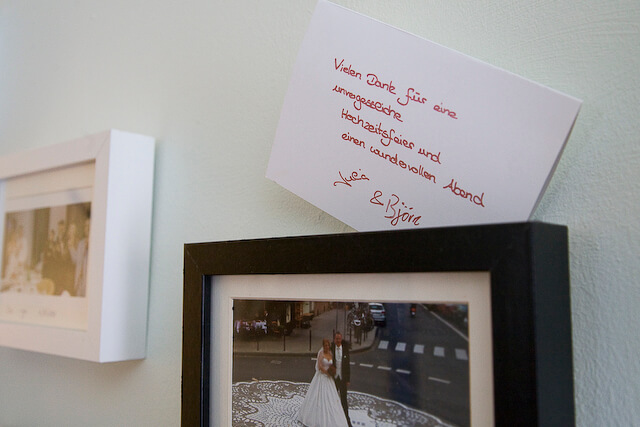 Vielen Dank für eine
unvergessliche
Hochzeitsfeier und
einen wundervollen Abend
& Björn